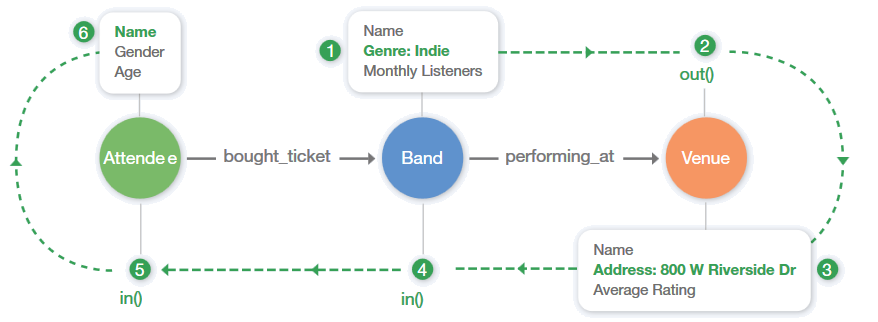 6
Name
Gender
Age
1
Name
Genre: Indie
Monthly Listeners
2
out()
Attendee
bought_ticket
Band
performing_at
Venue
Name
Address: 800 W Riverside Dr
Average Rating
3
5
in()
4
in()